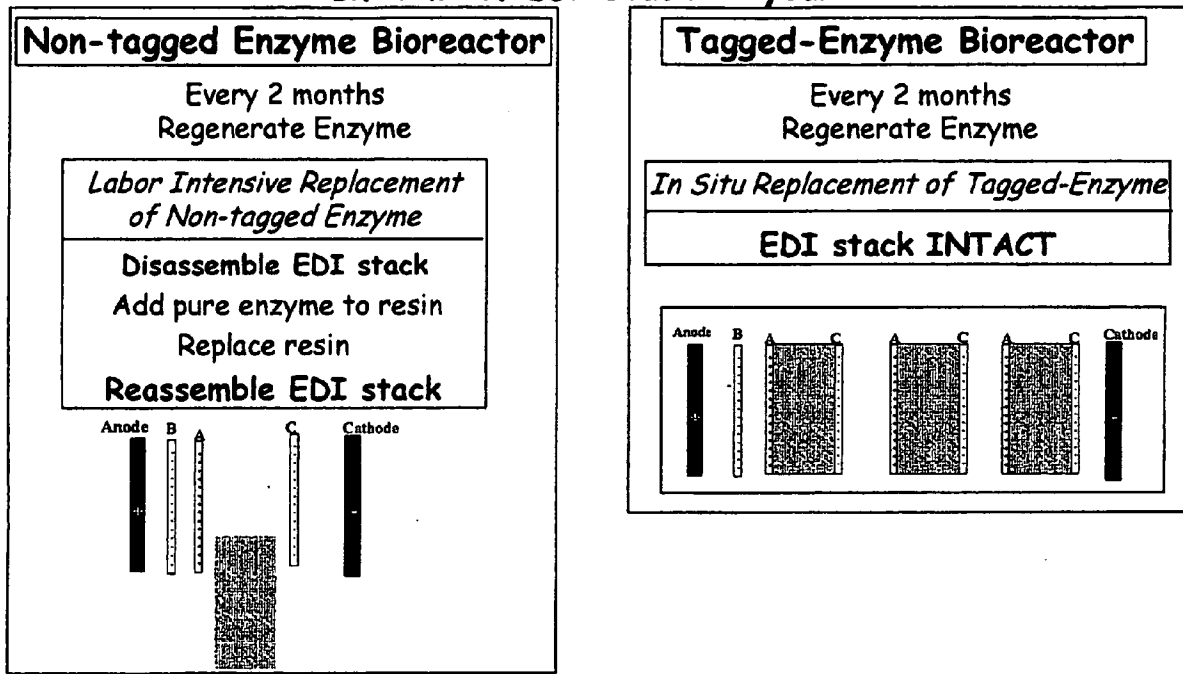 Non-tagged Enzyme Bioreactor
Every 2 months
Regenerate Enzyme
Labor Intensive Replacement
of Non-tagged Enzyme
Disassemble EDI stack
Add pure enzyme to resin
Replace resin
Reassemble EDI stack
Anode B A C Cathode
+ -
Tagged-Enzyme Bioreactor
Every 2 months
Regenerate Enzyme
In Situ Replacement of Tagged-Enzyme
EDI stack INTACT
Anode B A C A C A C Cathode
+ -